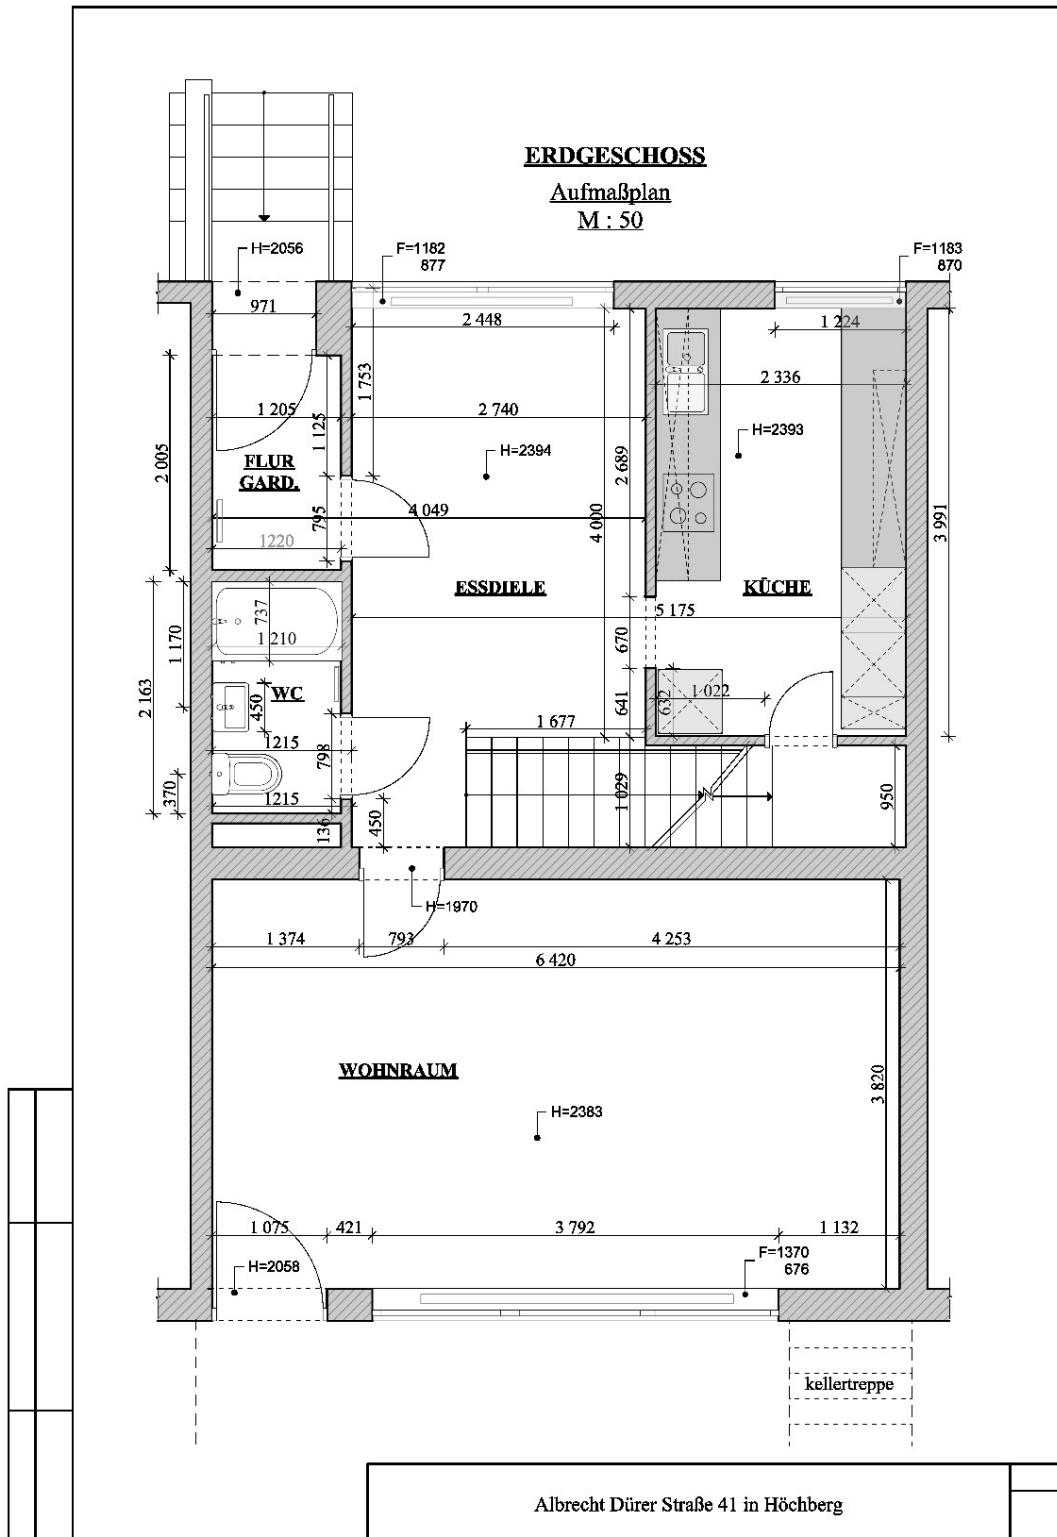 ERDGESCHOSS
Aufmaßplan
M : 50
H=2056
F=1182
877
F=1183
870
971
2 448
1 224
1 753
2 336
1 205
1 125
2 740
H=2394
H=2393
2 689
2 005
FLUR
GARD.
795
4 049
4 000
3 991
1220
ESSDIELE
KÜCHE
737
1 210
5 175
670
1 170
2 163
WC
450
641
632
1 022
1 677
1215
798
370
1215
136
450
1 029
950
H=1970
1 374
793
4 253
6 420
WOHNRAUM
3 820
H=2383
1 075
421
3 792
1 132
H=2058
F=1370
676
kellertreppe
Albrecht Dürer Straße 41 in Höchberg